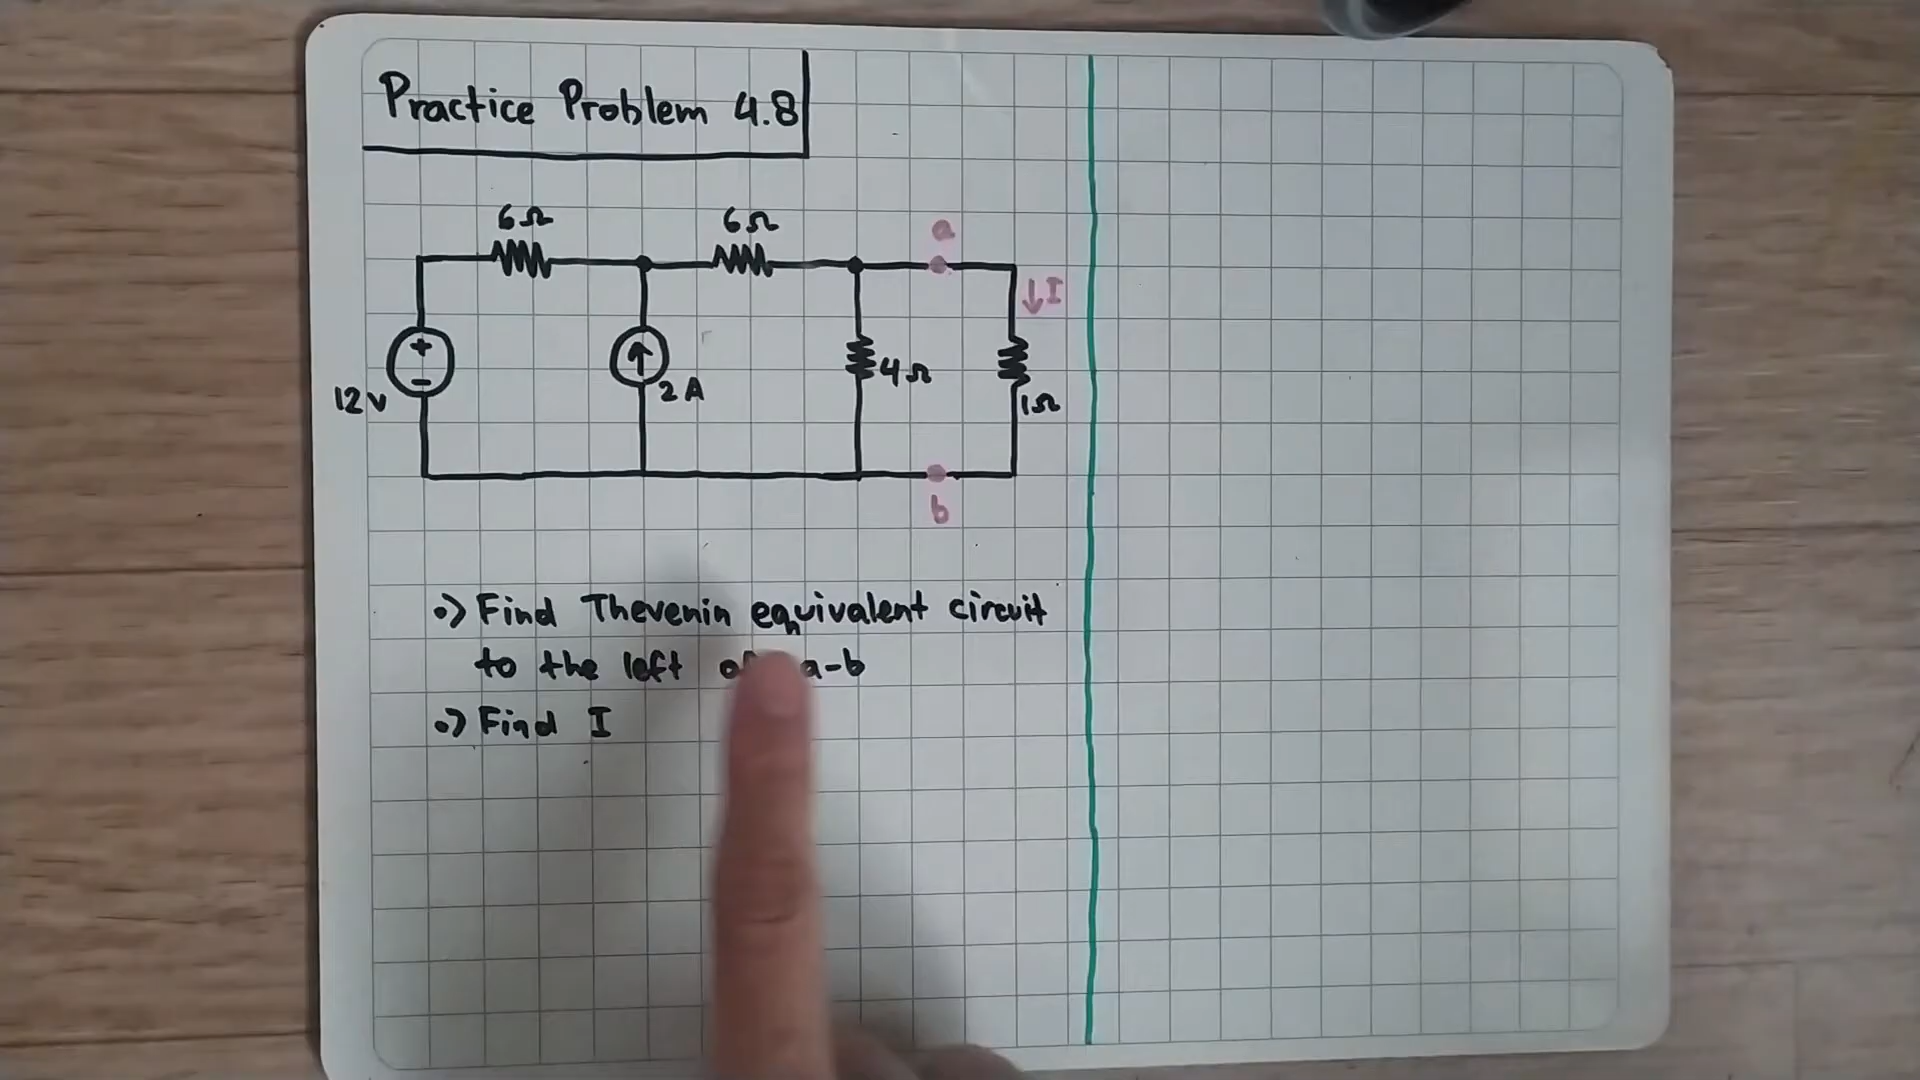 Practice Problem 4.8
6Ω 6Ω
a
↓I
+
-
12v
2A
4Ω
1Ω
b
•) Find Thevenin equivalent circuit
to the left a-b
•) Find I